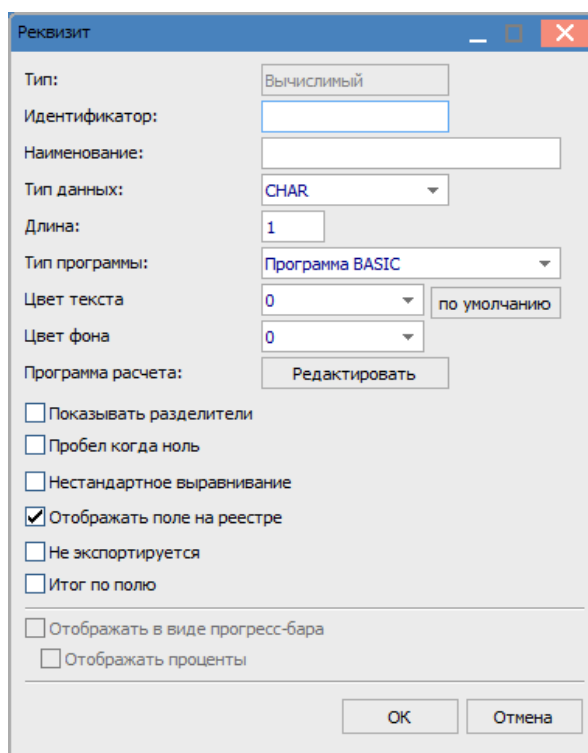 Реквизит
Тип: Вычислимый
Идентификатор:
Наименование:
Тип данных: CHAR
Длина: 1
Тип программы: Программа BASIC
Цвет текста 0 по умолчанию
Цвет фона 0
Программа расчета: Редактировать
Показывать разделители
Пробел когда ноль
Нестандартное выравнивание
Отображать поле на реестре
Не экспортируется
Итог по полю
Отображать в виде прогресс-бара
Отображать проценты
ОК Отмена